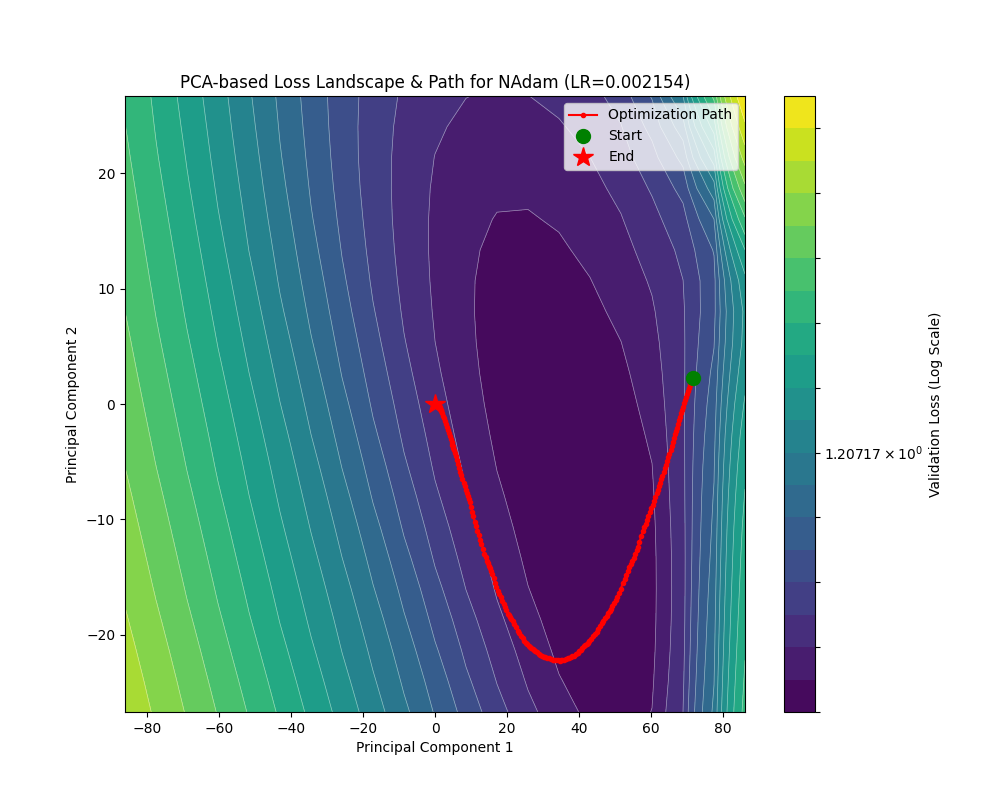 PCA-based Loss Landscape & Path for NAdam (LR=0.002154)
Optimization Path
Start
End
20
10
0
−10
−20
Principal Component 2
−80
−60
−40
−20
0
20
40
60
80
Principal Component 1
1.20717 × 10⁰
Validation Loss (Log Scale)